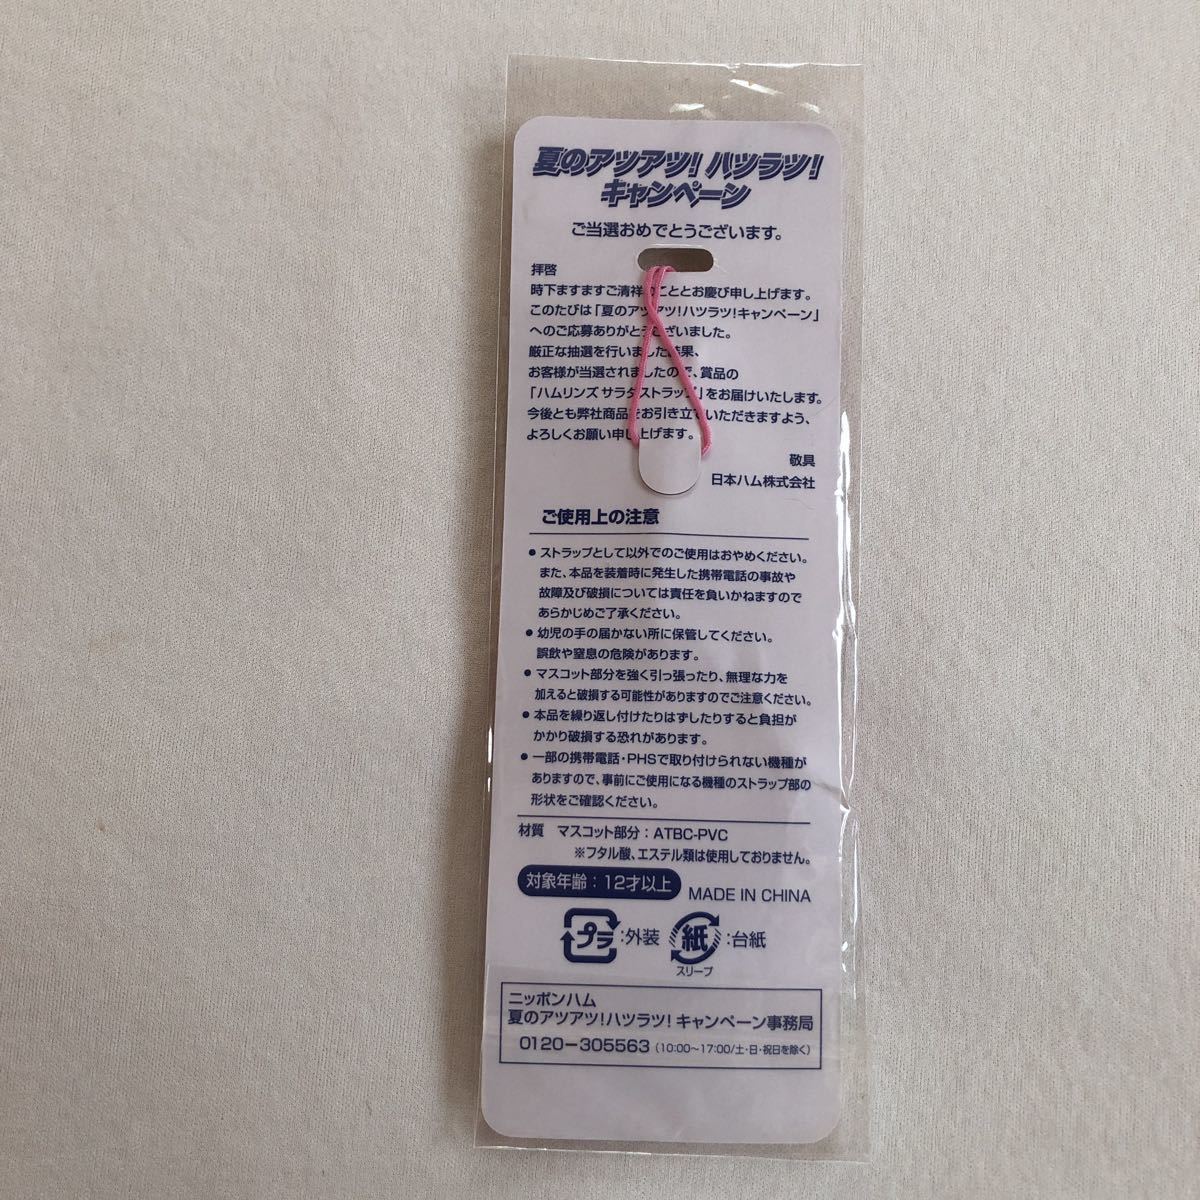 夏のアツアツ!ハツラツ!
キャンペーン
ご当選おめでとうございます。
拝啓
時下ますますご清祥のこととお慶び申し上げます。
このたびは「夏のアツアツ!ハツラツ!キャンペーン」
へのご応募ありがとうございました。
厳正な抽選を行いました結果、
お客様が当選されましたので、賞品の
「ハムリンズ サラダストラップ」をお届けいたします。
今後とも弊社商品をお引き立ていただきますよう、
よろしくお願い申し上げます。
敬具
日本ハム株式会社
ご使用上の注意
●ストラップとして以外でのご使用はおやめください。
また、本品を装着時に発生した携帯電話の事故や
故障及び破損については責任を負いかねますので
あらかじめご了承ください。
●幼児の手の届かない所に保管してください。
誤飲や窒息の危険があります。
●マスコット部分を強く引っ張ったり、無理な力を
加えると破損する可能性がありますのでご注意ください。
●本品を繰り返し付けたりはずしたりすると負担が
かかり破損する恐れがあります。
●一部の携帯電話・PHSで取り付けられない機種が
ありますので、事前にご使用になる機種のストラップ部の
形状をご確認ください。
材質 マスコット部分:ATBC-PVC
※フタル酸、エステル類は使用しておりません。
対象年齢:12才以上 MADE IN CHINA
プラ:外装 紙:台紙
スリーブ
ニッポンハム
夏のアツアツ!ハツラツ! キャンペーン事務局
0120-305563(10:00〜17:00/土・日・祝日を除く)